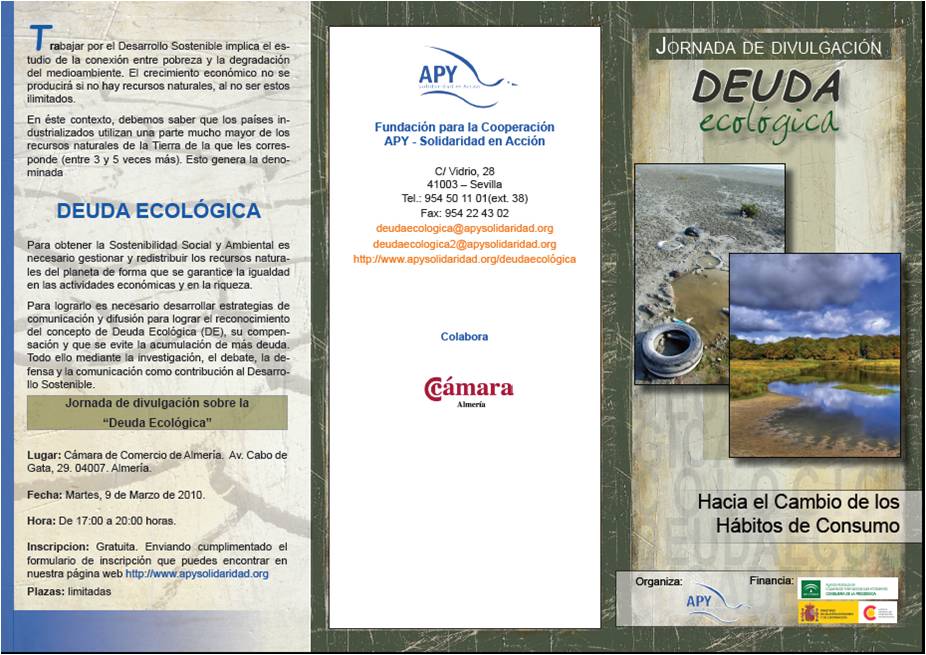 Trabajar por el Desarrollo Sostenible implica el es-
tudio de la conexión entre pobreza y la degradación
del medioambiente. El crecimiento económico no se
producirá si no hay recursos naturales, al no ser estos
ilimitados.
En éste contexto, debemos saber que los países in-
dustrializados utilizan una parte mucho mayor de los
recursos naturales de la Tierra de la que les corres-
ponde (entre 3 y 5 veces más). Esto genera la deno-
minada
DEUDA ECOLÓGICA
Para obtener la Sostenibilidad Social y Ambiental es
necesario gestionar y redistribuir los recursos natura-
les del planeta de forma que se garantice la igualdad
en las actividades económicas y en la riqueza.
Para lograrlo es necesario desarrollar estrategias de
comunicación y difusión para lograr el reconocimiento
del concepto de Deuda Ecológica (DE), su compen-
sación y que se evite la acumulación de más deuda.
Todo ello mediante la investigación, el debate, la de-
fensa y la comunicación como contribución al Desarro-
llo Sostenible.
Jornada de divulgación sobre la
“Deuda Ecológica”
Lugar: Cámara de Comercio de Almería. Av. Cabo de
Gata, 29. 04007. Almería.
Fecha: Martes, 9 de Marzo de 2010.
Hora: De 17:00 a 20:00 horas.
Inscripcion: Gratuita. Enviando cumplimentado el
formulario de inscripción que puedes encontrar en
nuestra página web http://www.apysolidaridad.org
Plazas: limitadas
APY
solidaridad en Acción
Fundación para la Cooperación
APY - Solidaridad en Acción
C/ Vidrio, 28
41003 – Sevilla
Tel.: 954 50 11 01(ext. 38)
Fax: 954 22 43 02
deudaecologica@apysolidaridad.org
deudaecologica2@apysolidaridad.org
http://www.apysolidaridad.org/deudaecológica
Colabora
Cámara
Almería
JORNADA DE DIVULGACIÓN
DEUDA
ecológica
Hacia el Cambio de los
Hábitos de Consumo
Organiza:
APY
Financia:
CONSEJERÍA DE LA PRESIDENCIA